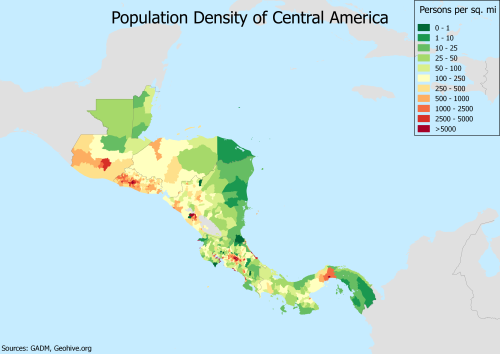 Population Density of Central America
Persons per sq. mi
0 - 1
1 - 10
10 - 25
25 - 50
50 - 100
100 - 250
250 - 500
500 - 1000
1000 - 2500
2500 - 5000
>5000
Sources: GADM, Geohive.org